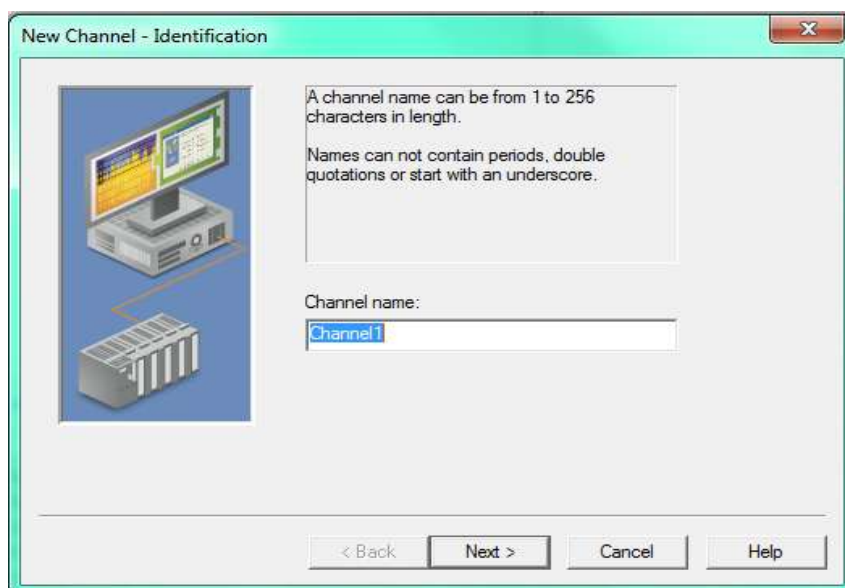 New Channel - Identification
A channel name can be from 1 to 256
characters in length.
Names can not contain periods, double
quotations or start with an underscore.
Channel name:
Channel1
< Back
Next >
Cancel
Help